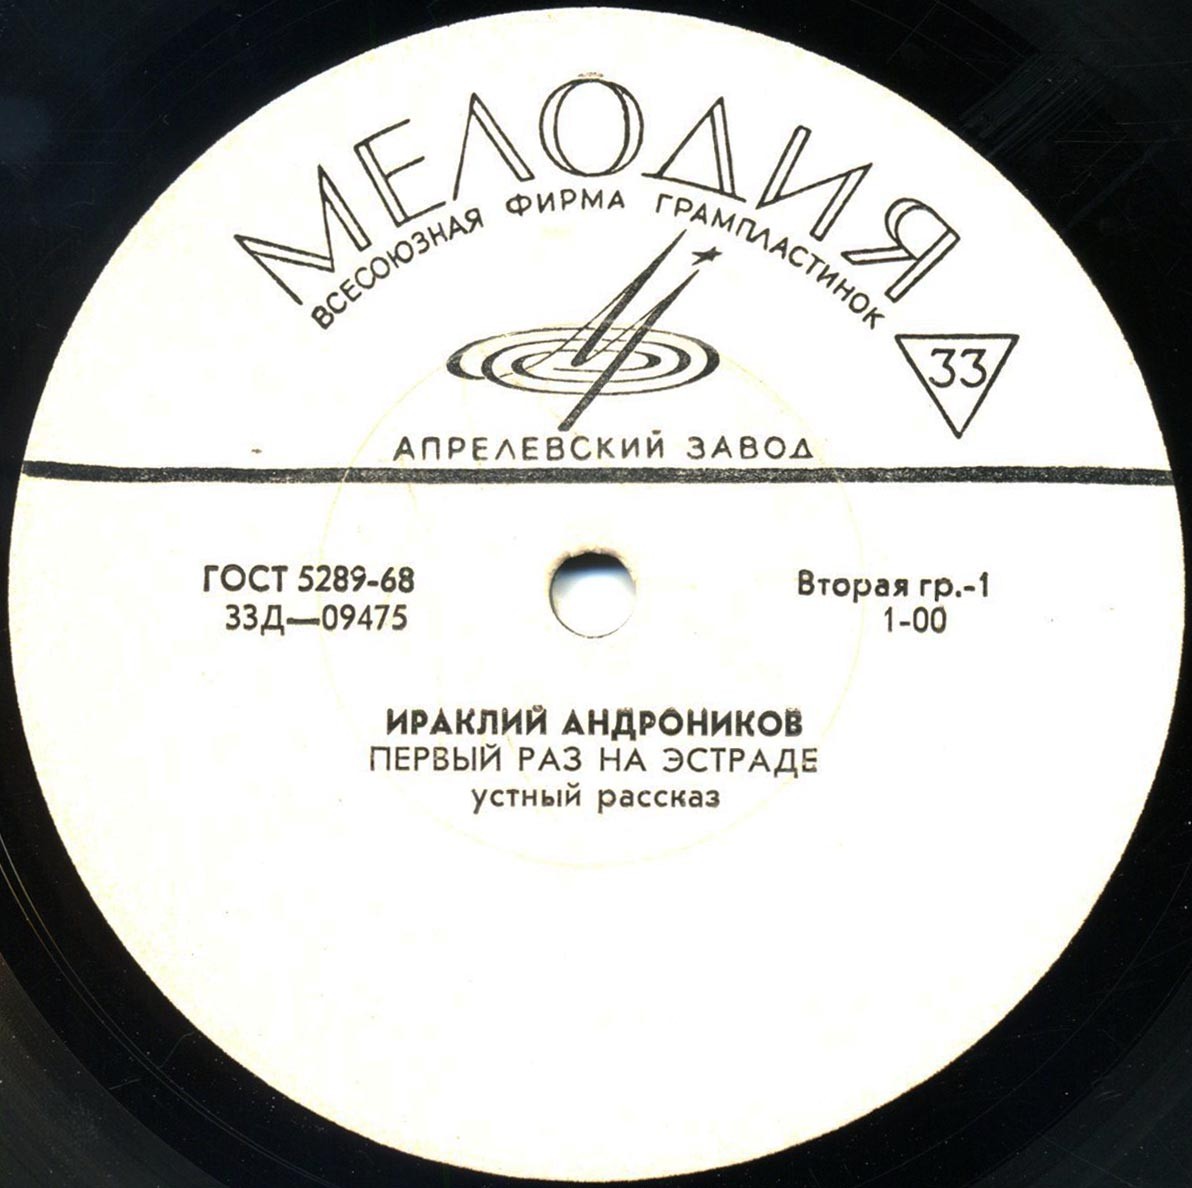 МЕЛОДИЯ
ВСЕСОЮЗНАЯ ФИРМА ГРАМПЛАСТИНОК
33
АПРЕЛЕВСКИЙ ЗАВОД
ГОСТ 5289-68
33Д—09475
Вторая гр.-1
1-00
ИРАКЛИЙ АНДРОНИКОВ
ПЕРВЫЙ РАЗ НА ЭСТРАДЕ
устный рассказ